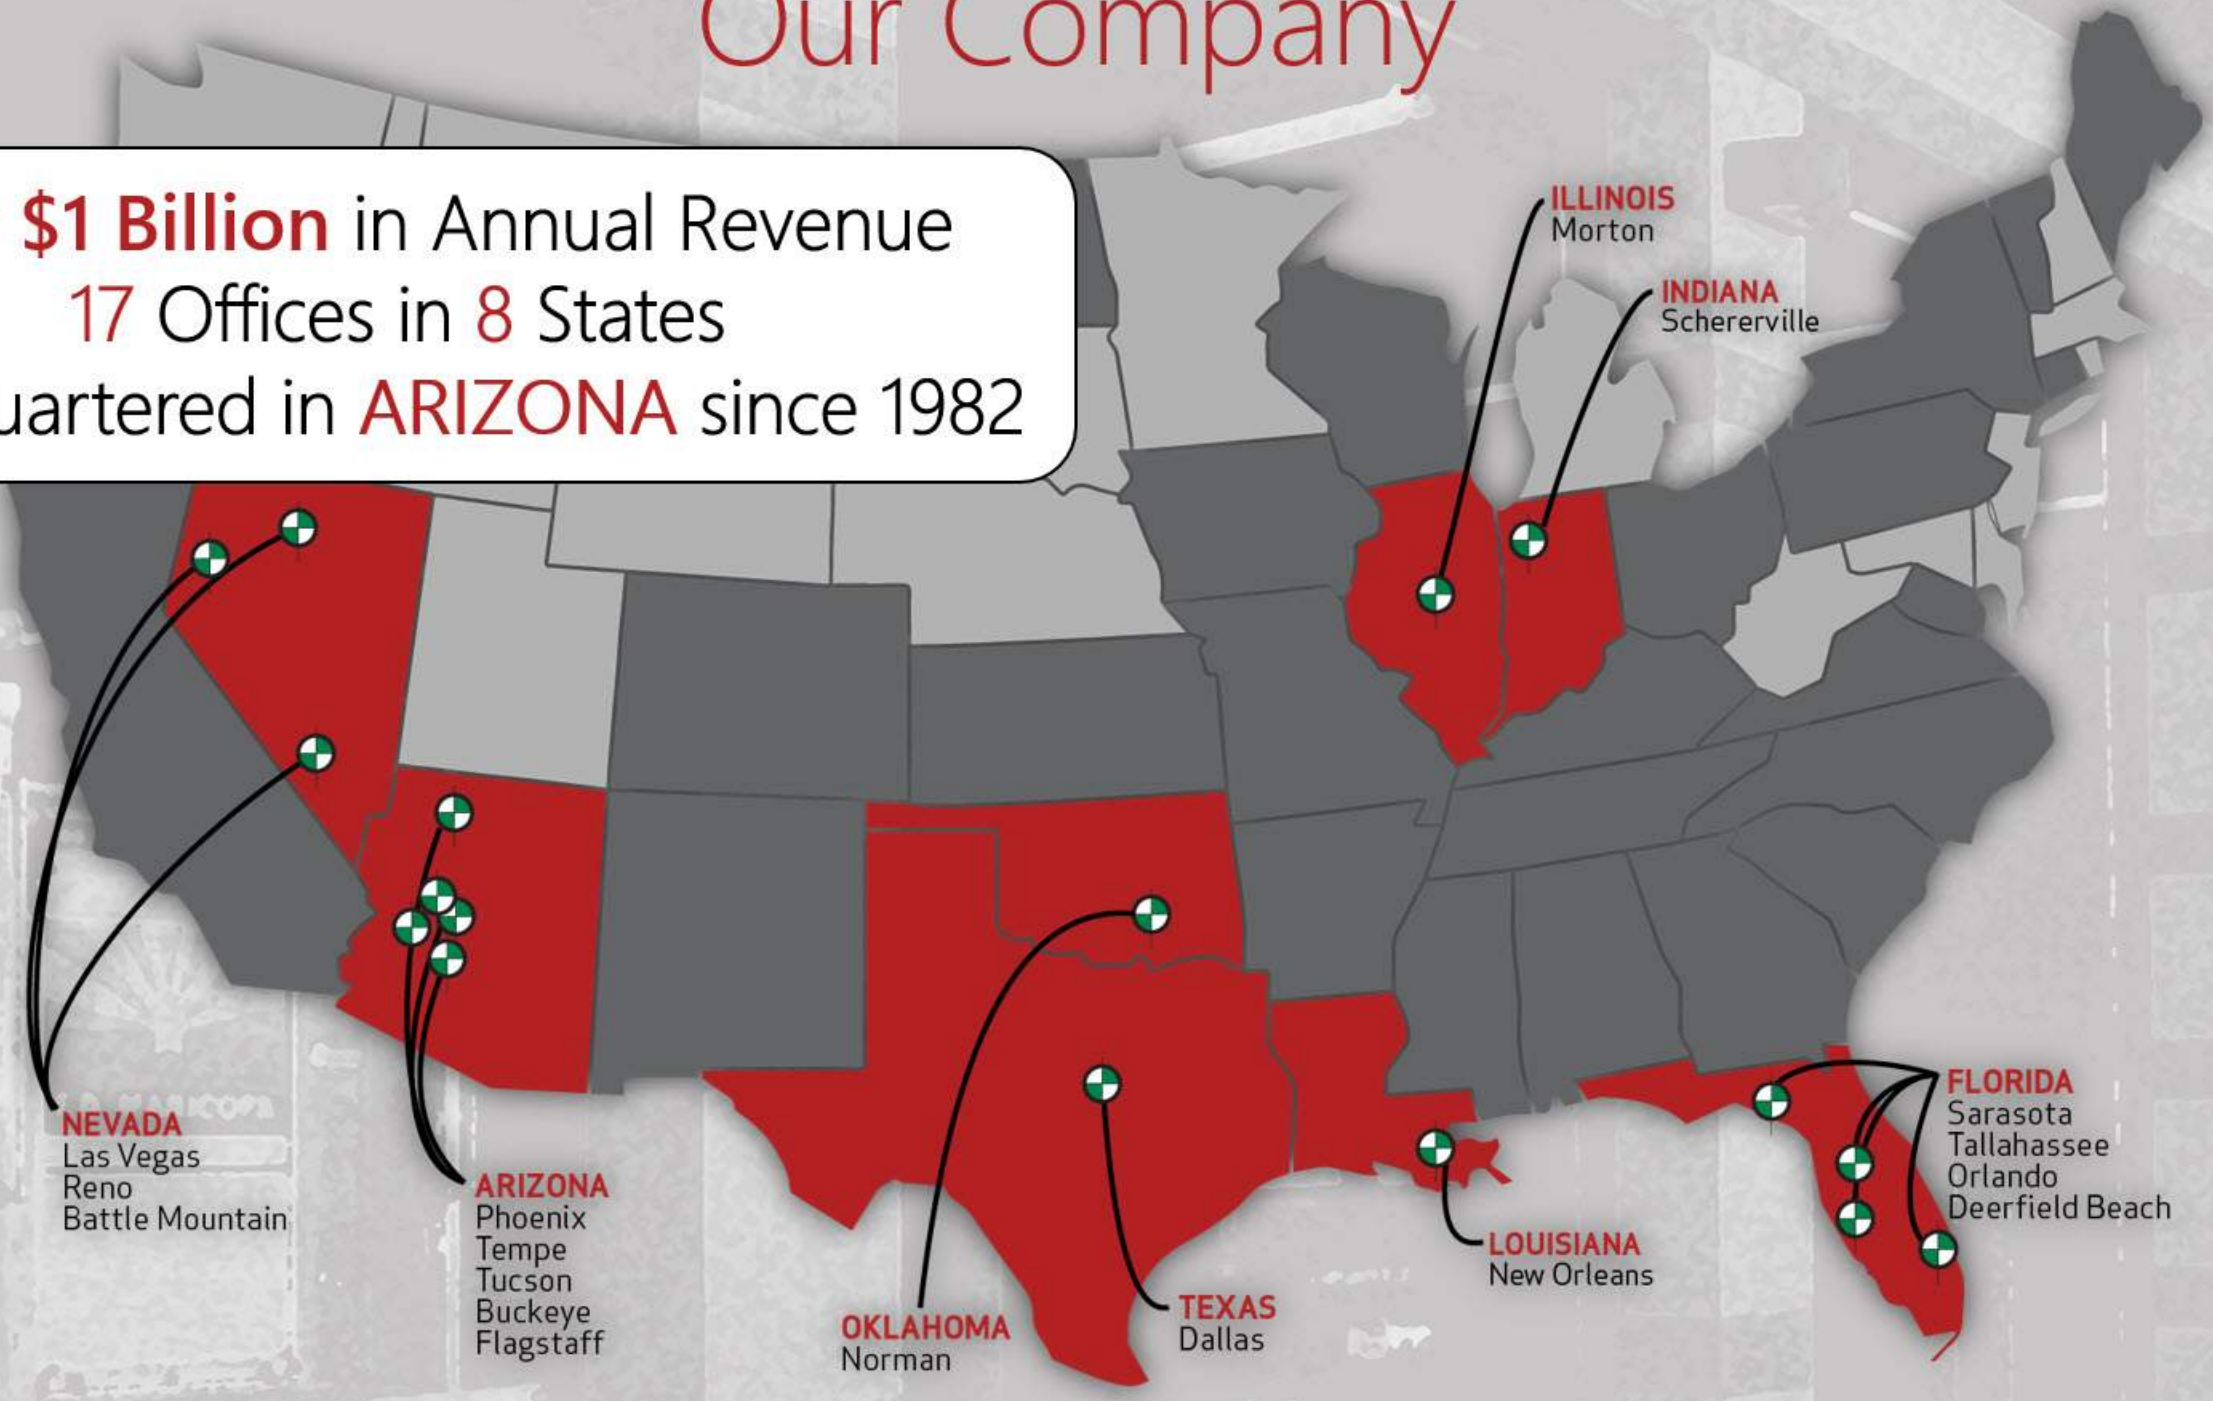 Our Company
$1 Billion in Annual Revenue
17 Offices in 8 States
uartered in ARIZONA since 1982
ILLINOIS
Morton
INDIANA
Schererville
NEVADA
Las Vegas
Reno
Battle Mountain
ARIZONA
Phoenix
Tempe
Tucson
Buckeye
Flagstaff
OKLAHOMA
Norman
TEXAS
Dallas
LOUISIANA
New Orleans
FLORIDA
Sarasota
Tallahassee
Orlando
Deerfield Beach